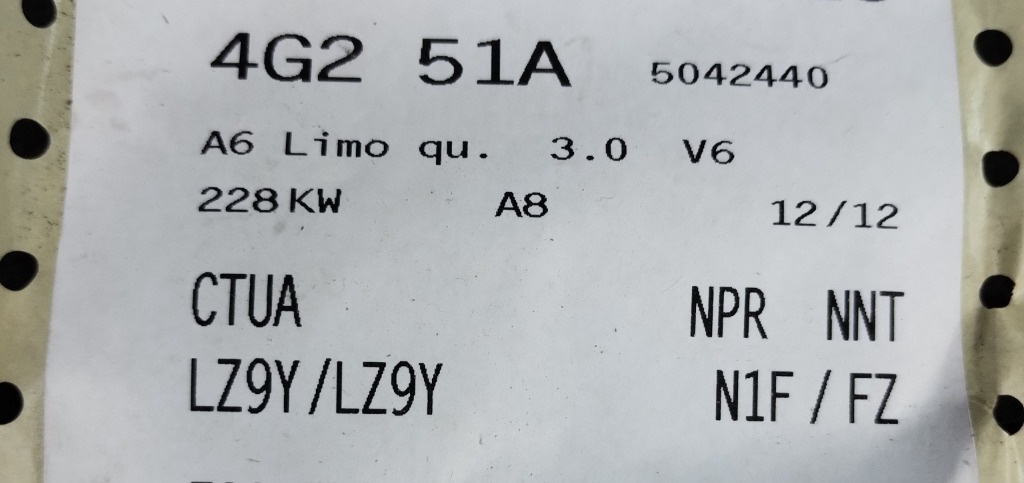 4G2 51A 5042440
A6 Limo qu. 3.0 V6
228KW A8 12/12
CTUA NPR NNT
LZ9Y/LZ9Y N1F / FZ